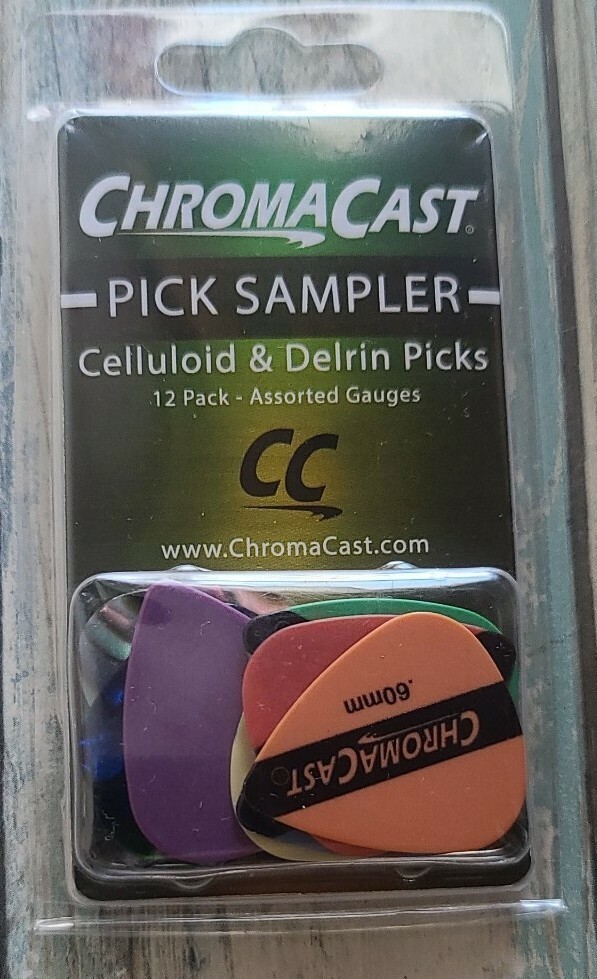 CHROMACAST®
PICK SAMPLER
Celluloid & Delrin Picks
12 Pack - Assorted Gauges
CC
www.ChromaCast.com
.60mm
CHROMACAST